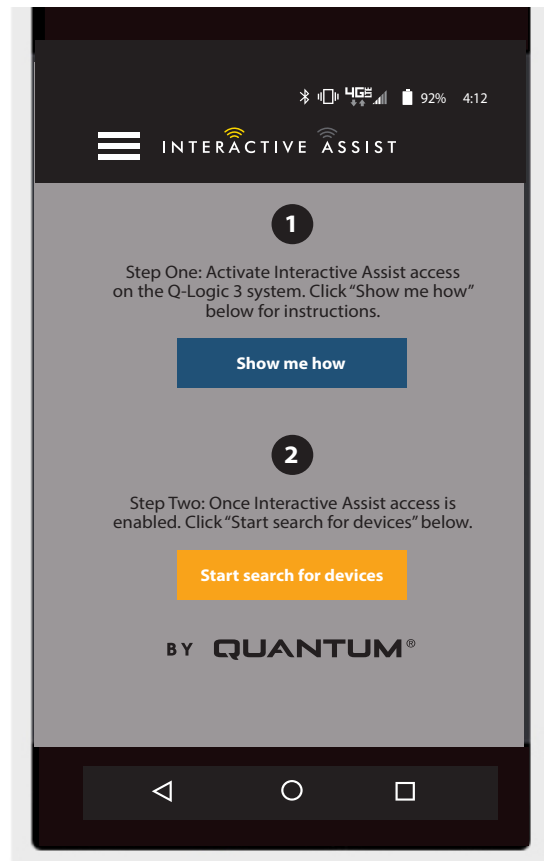 4G LTE 92% 4:12
INTERACTIVE ASSIST
1
Step One: Activate Interactive Assist access
on the Q-Logic 3 system. Click “Show me how”
below for instructions.
Show me how
2
Step Two: Once Interactive Assist access is
enabled. Click “Start search for devices” below.
Start search for devices
BY QUANTUM®